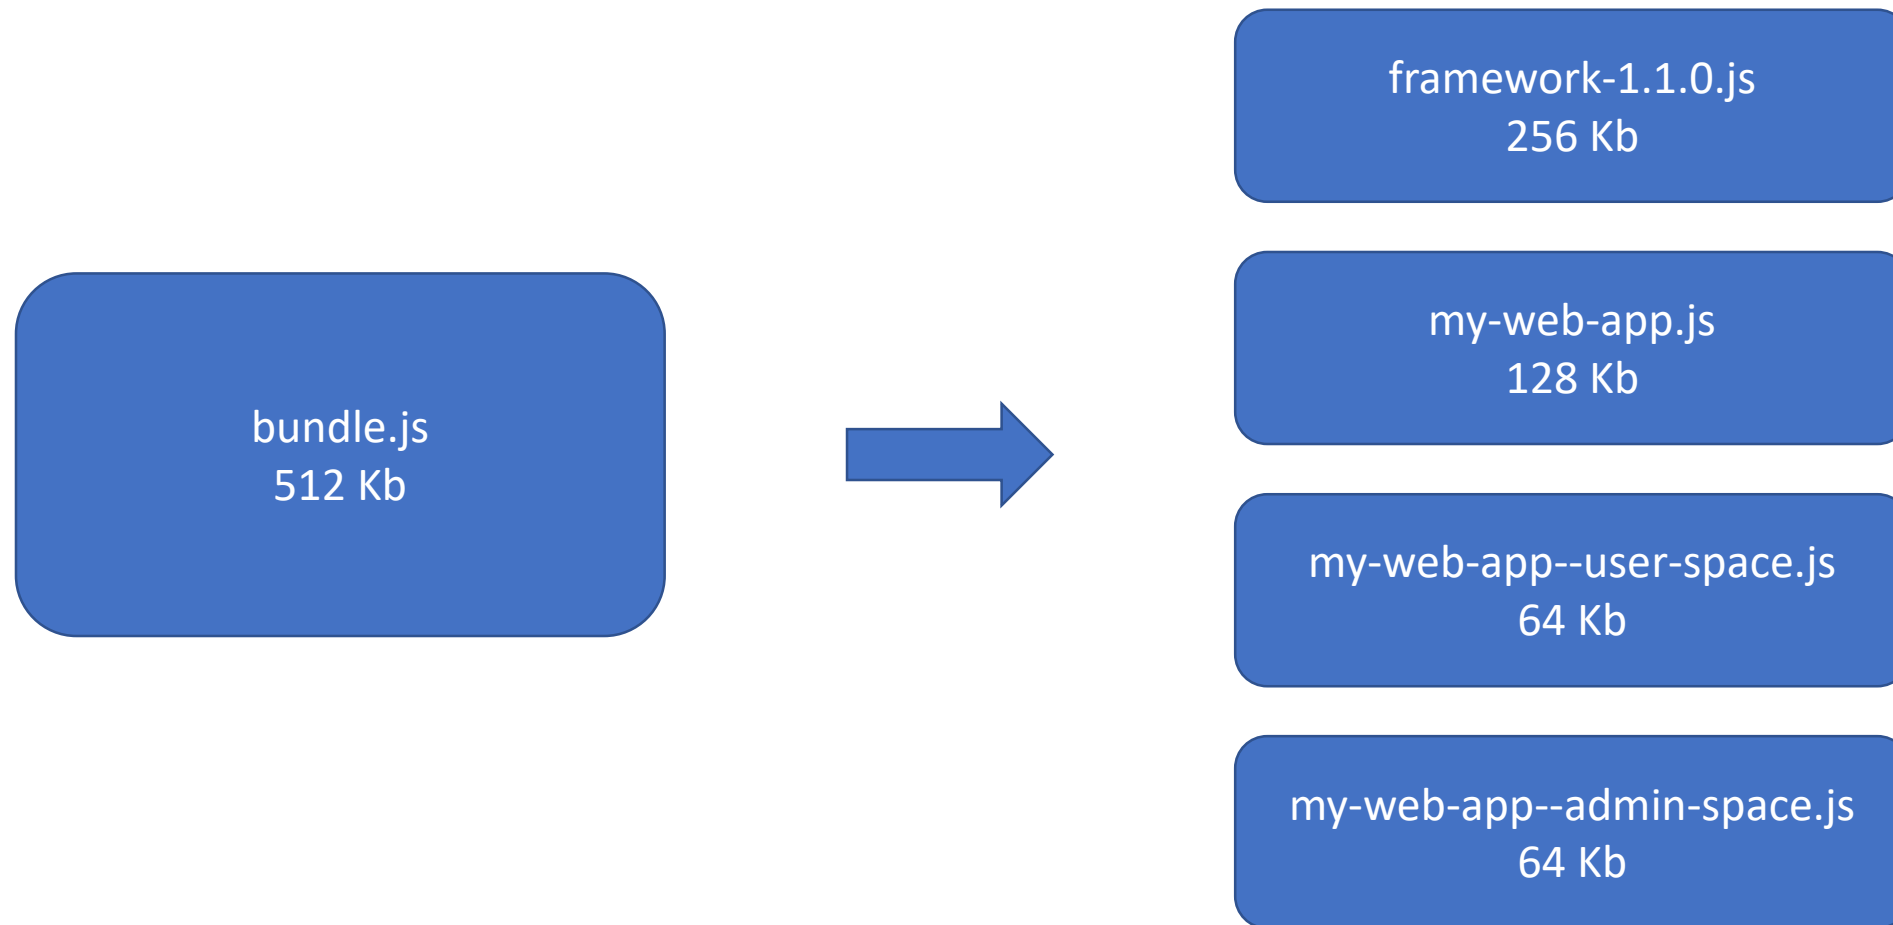 bundle.js
512 Kb
framework-1.1.0.js
256 Kb
my-web-app.js
128 Kb
my-web-app--user-space.js
64 Kb
my-web-app--admin-space.js
64 Kb